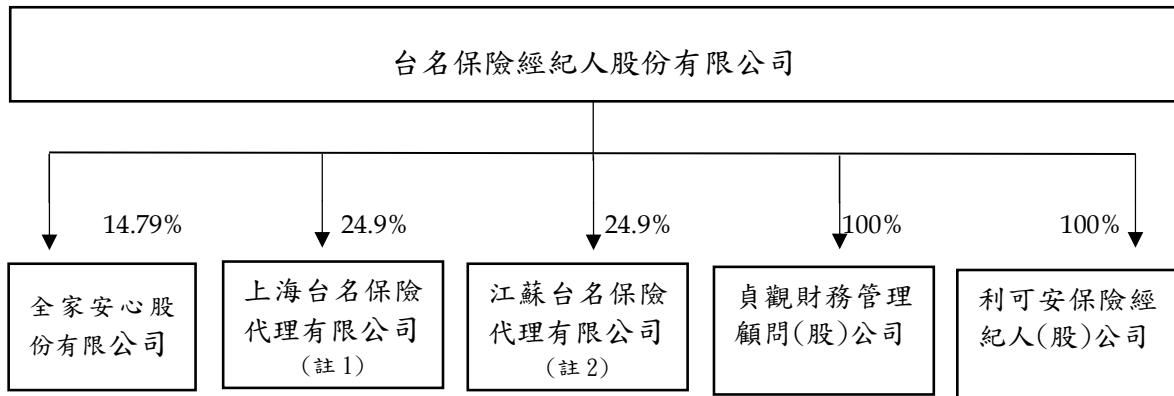 台名保險經紀人股份有限公司
14.79%
24.9%
24.9%
100%
100%
全家安心股
份有限公司
上海台名保險
代理有限公司
(註1)
江蘇台名保險
代理有限公司
(註2)
貞觀財務管理
顧問(股)公司
利可安保險經
紀人(股)公司